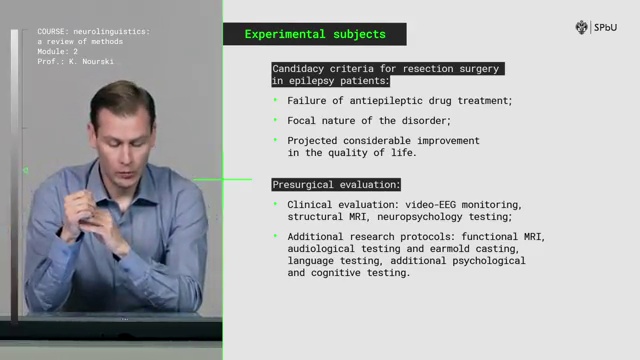 COURSE: neurolinguistics:
a review of methods
Module: 2
Prof.: K. Nourski
Experimental subjects
SPbU
Candidacy criteria for resection surgery
in epilepsy patients:
Failure of antiepileptic drug treatment;
Focal nature of the disorder;
Projected considerable improvement
in the quality of life.
Presurgical evaluation:
Clinical evaluation: video-EEG monitoring,
structural MRI, neuropsychology testing;
Additional research protocols: functional MRI,
audiological testing and earmold casting,
language testing, additional psychological
and cognitive testing.